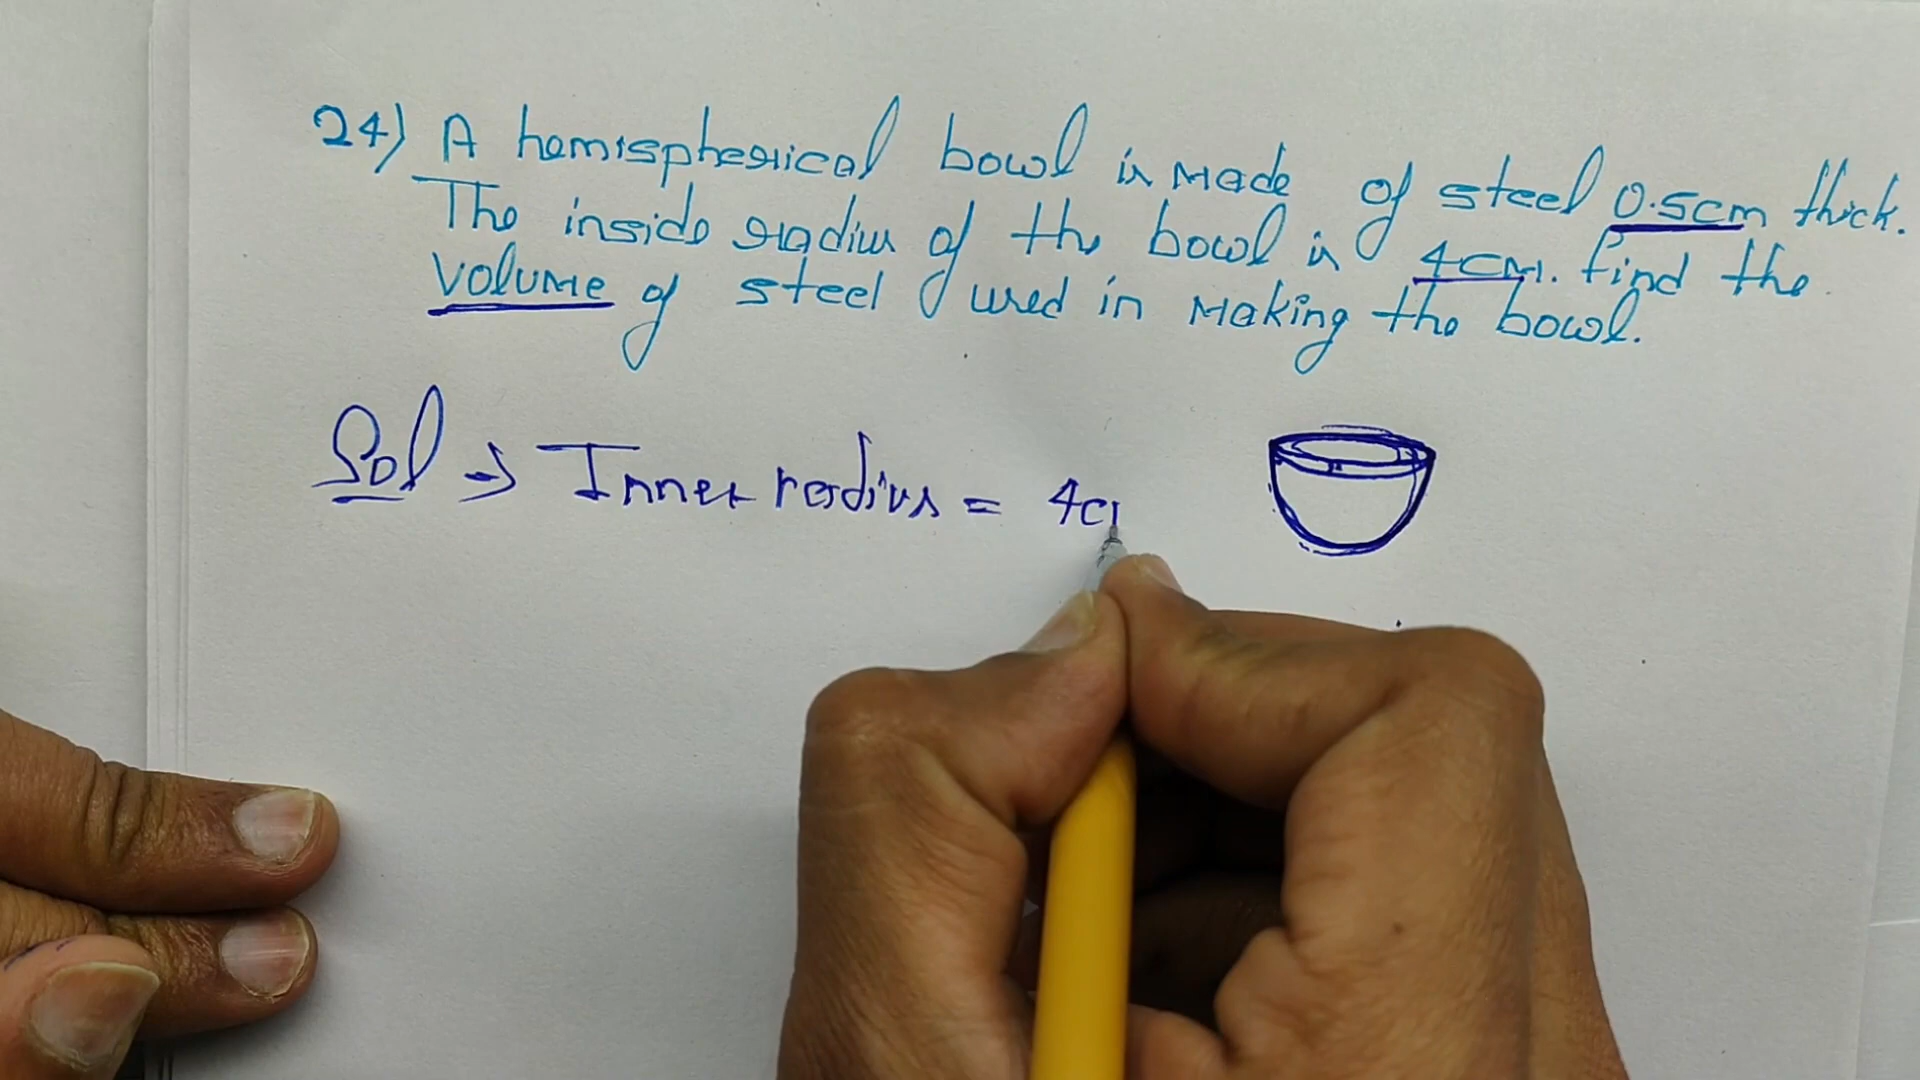 24) A hemispherical bowl is made of steel 0.5cm thick.
The inside radius of the bowl is 4cm. find the
volume of steel used in making the bowl.
Sol → Inner radius = 4c